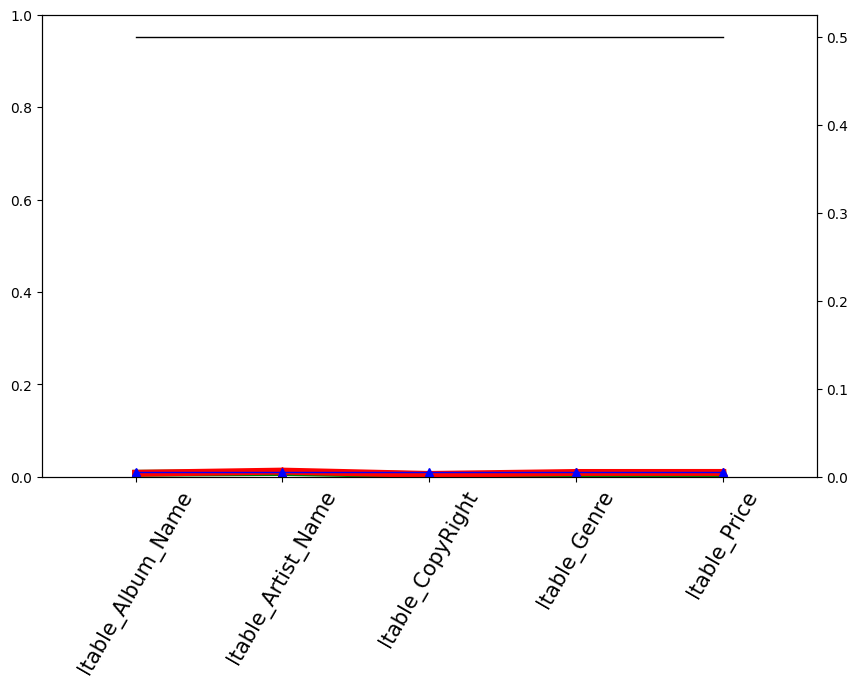 1.0
0.8
0.6
0.4
0.2
0.0
0.5
0.4
0.3
0.2
0.1
0.0
ltable_Album_Name
ltable_Artist_Name
ltable_CopyRight
ltable_Genre
ltable_Price